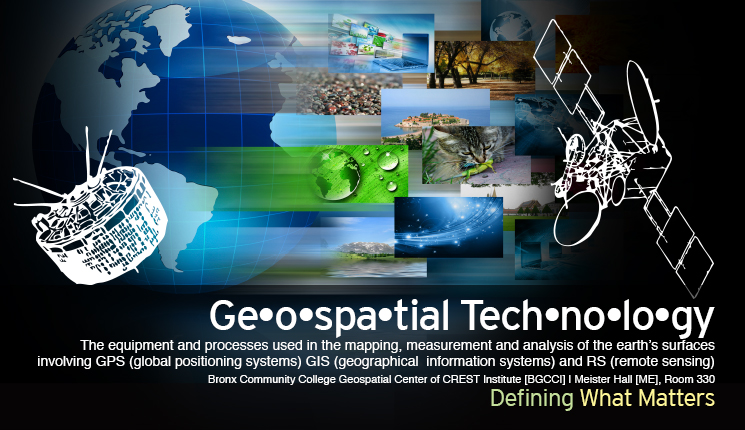 Ge•o•spa•tial Tech•no•lo•gy
The equipment and processes used in the mapping, measurement and analysis of the earth's surfaces
involving GPS (global positioning systems) GIS (geographical information systems) and RS (remote sensing)
Bronx Community College Geospatial Center of CREST Institute [BGCCI] I Meister Hall [ME], Room 330
Defining What Matters